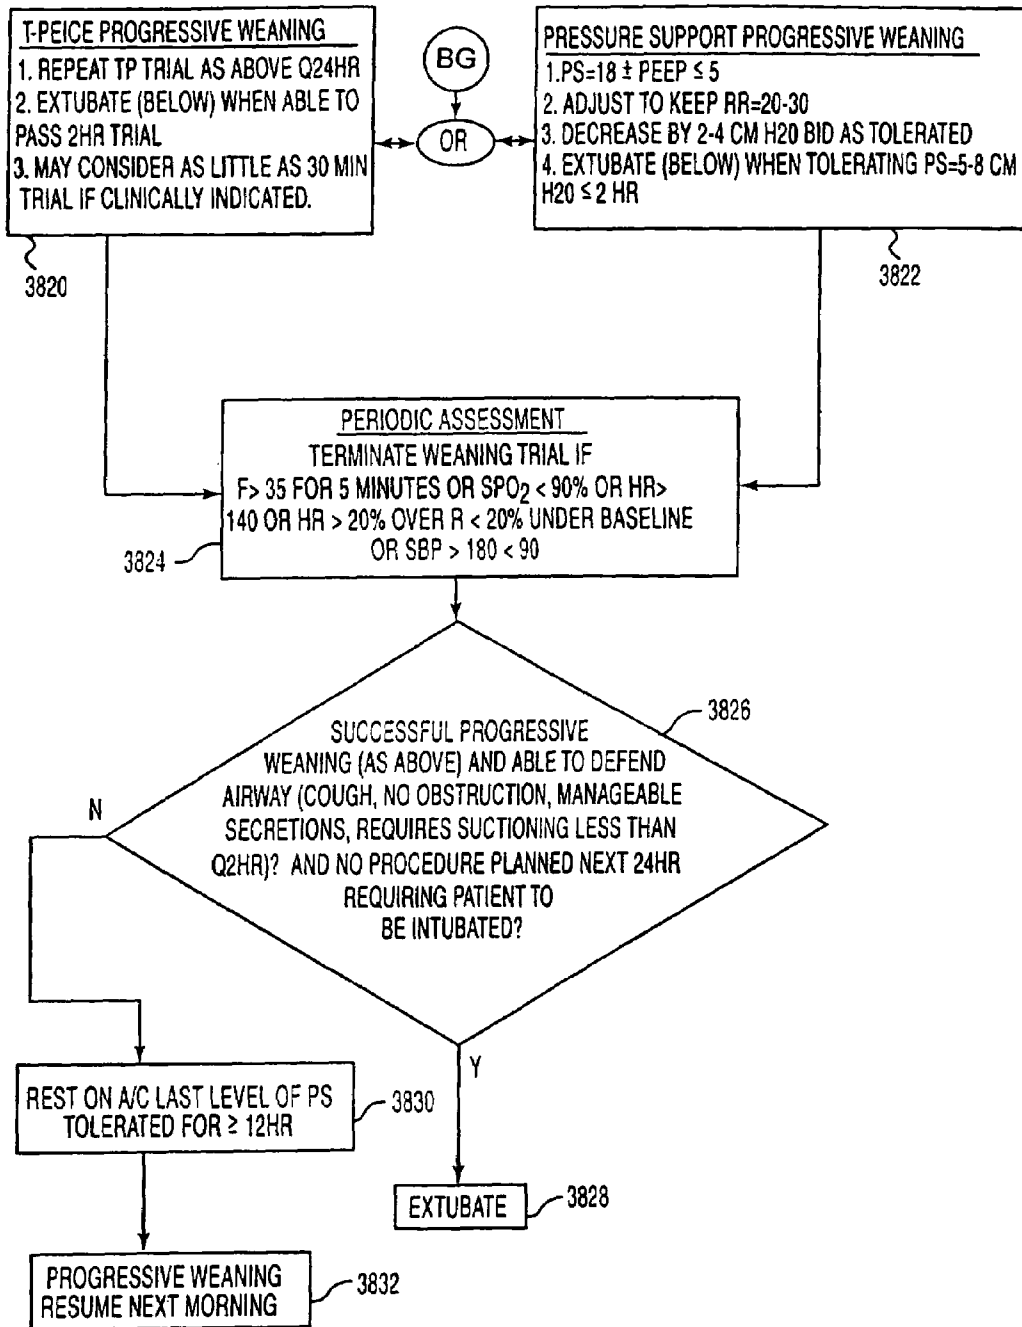 T-PEICE PROGRESSIVE WEANING
1. REPEAT TP TRIAL AS ABOVE Q24HR
2. EXTUBATE (BELOW) WHEN ABLE TO
PASS 2HR TRIAL
3. MAY CONSIDER AS LITTLE AS 30 MIN
TRIAL IF CLINICALLY INDICATED.
3820
BG
OR
PRESSURE SUPPORT PROGRESSIVE WEANING
1.PS=18 ± PEEP ≤ 5
2. ADJUST TO KEEP RR=20-30
3. DECREASE BY 2-4 CM H20 BID AS TOLERATED
4. EXTUBATE (BELOW) WHEN TOLERATING PS=5-8 CM
H20 ≤ 2 HR
3822
PERIODIC ASSESSMENT
TERMINATE WEANING TRIAL IF
F> 35 FOR 5 MINUTES OR SPO2 < 90% OR HR>
140 OR HR > 20% OVER R < 20% UNDER BASELINE
OR SBP > 180 < 90
3824
SUCCESSFUL PROGRESSIVE
WEANING (AS ABOVE) AND ABLE TO DEFEND
AIRWAY (COUGH, NO OBSTRUCTION, MANAGEABLE
SECRETIONS, REQUIRES SUCTIONING LESS THAN
Q2HR)? AND NO PROCEDURE PLANNED NEXT 24HR
REQUIRING PATIENT TO
BE INTUBATED?
3826
N
Y
REST ON A/C LAST LEVEL OF PS
TOLERATED FOR ≥ 12HR
3830
EXTUBATE
3828
PROGRESSIVE WEANING
RESUME NEXT MORNING
3832